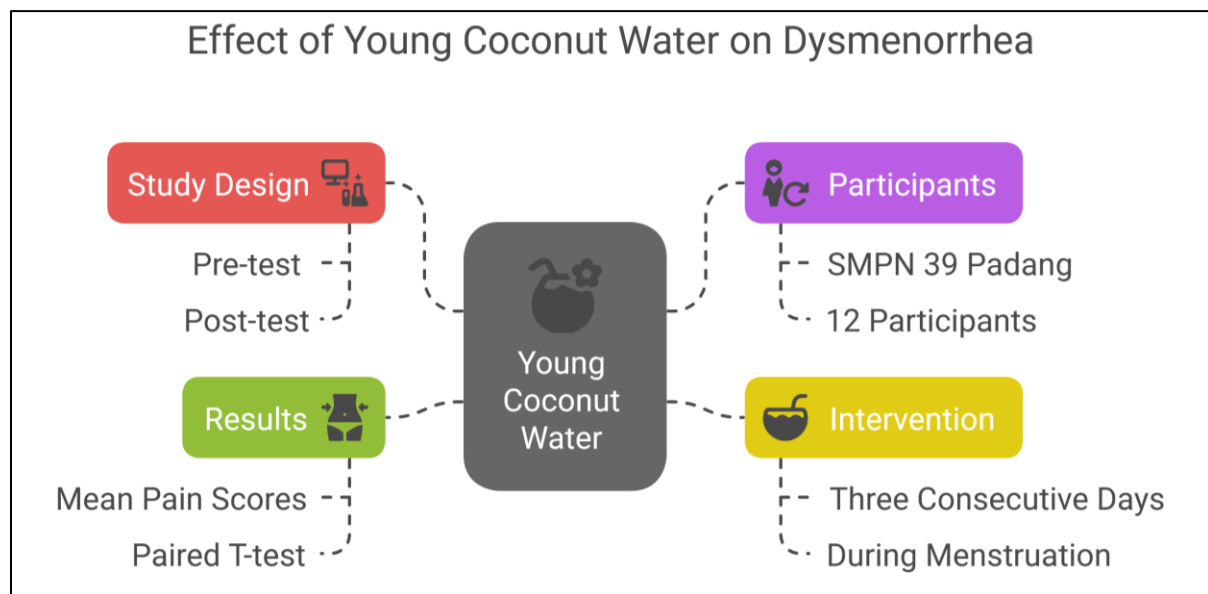 Effect of Young Coconut Water on Dysmenorrhea
Study Design
Pre-test
Post-test
Results
Mean Pain Scores
Paired T-test
Young
Coconut
Water
Participants
SMPN 39 Padang
12 Participants
Intervention
Three Consecutive Days
During Menstruation